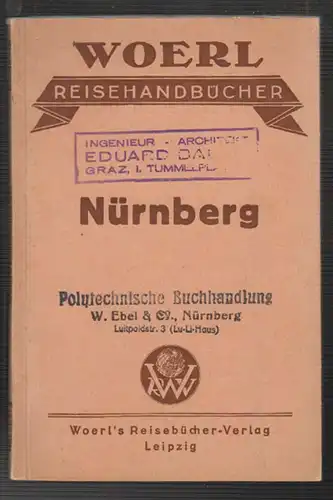 WOERL
REISEHANDBÜCHER
INGENIEUR - ARCHITEKT
EDUARD
GRAZ, I.
Nürnberg
Polytechnische Buchhandlung
W. Ebel & Co., Nürnberg
Luitpoldstr. 3 (Lu-Li-Haus)
Woerl's Reisebücher-Verlag
Leipzig